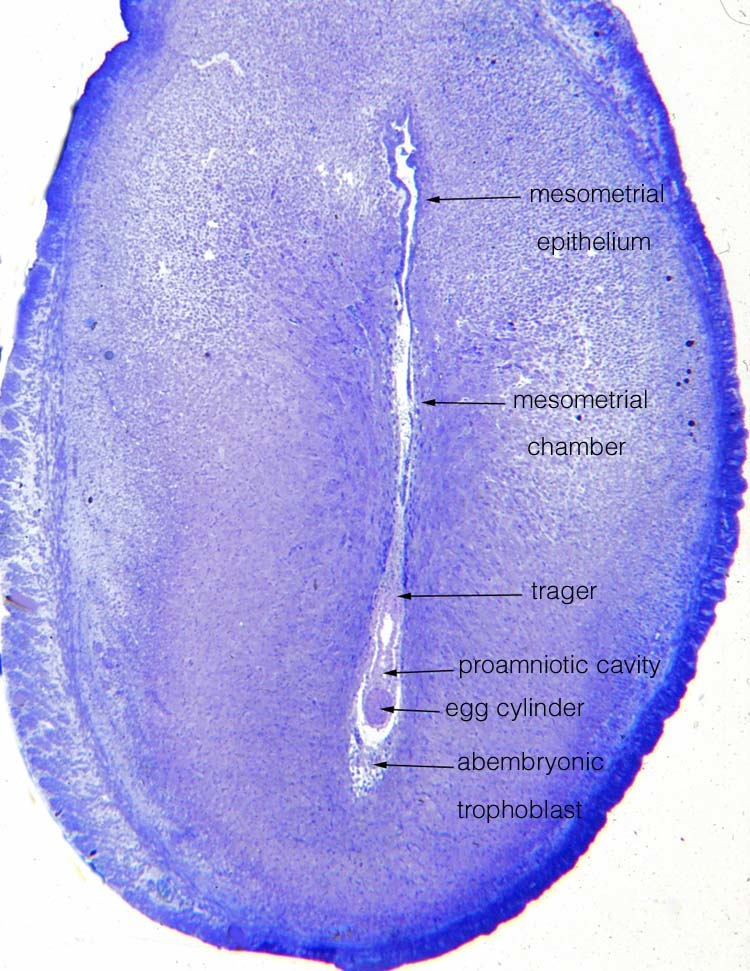 mesometrial
epithelium
mesometrial
chamber
trager
proamniotic cavity
egg cylinder
abembryonic
trophoblast